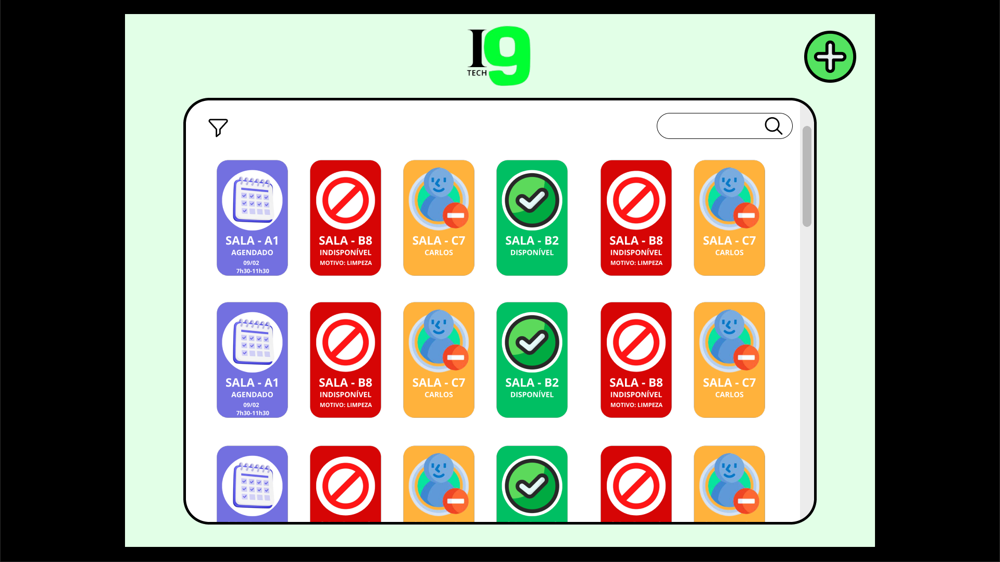 I9
TECH
SALA - A1
AGENDADO
09/02
7h30-11h30
SALA - B8
INDISPONÍVEL
MOTIVO: LIMPEZA
SALA - C7
CARLOS
SALA - B2
DISPONÍVEL
SALA - B8
INDISPONÍVEL
MOTIVO: LIMPEZA
SALA - C7
CARLOS
SALA - A1
AGENDADO
09/02
7h30-11h30
SALA - B8
INDISPONÍVEL
MOTIVO: LIMPEZA
SALA - C7
CARLOS
SALA - B2
DISPONÍVEL
SALA - B8
INDISPONÍVEL
MOTIVO: LIMPEZA
SALA - C7
CARLOS